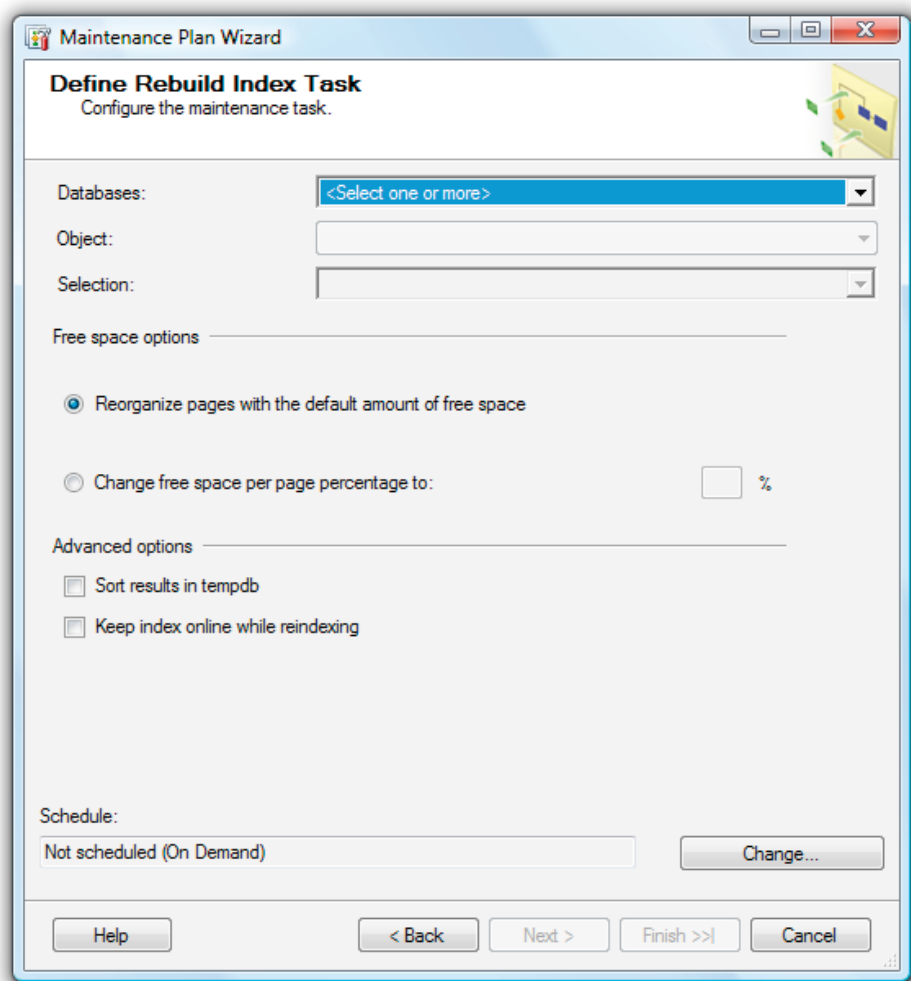 Maintenance Plan Wizard
Define Rebuild Index Task
Configure the maintenance task.
Databases: <Select one or more>
Object:
Selection:
Free space options
Reorganize pages with the default amount of free space
Change free space per page percentage to: %
Advanced options
Sort results in tempdb
Keep index online while reindexing
Schedule:
Not scheduled (On Demand) Change...
Help < Back Next > Finish >>| Cancel